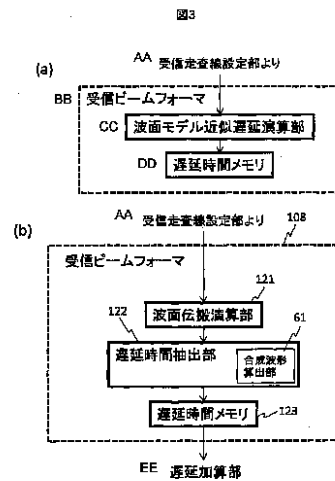 図3
(a)
AA 受信走査線設定部より
BB 受信ビームフォーマ
CC 波面モデル近似遅延演算部
DD 遅延時間メモリ
(b)
AA 受信走査線設定部より
108
受信ビームフォーマ
121
波面伝搬演算部
122
61
遅延時間抽出部
合成波形
算出部
遅延時間メモリ
123
EE 遅延加算部